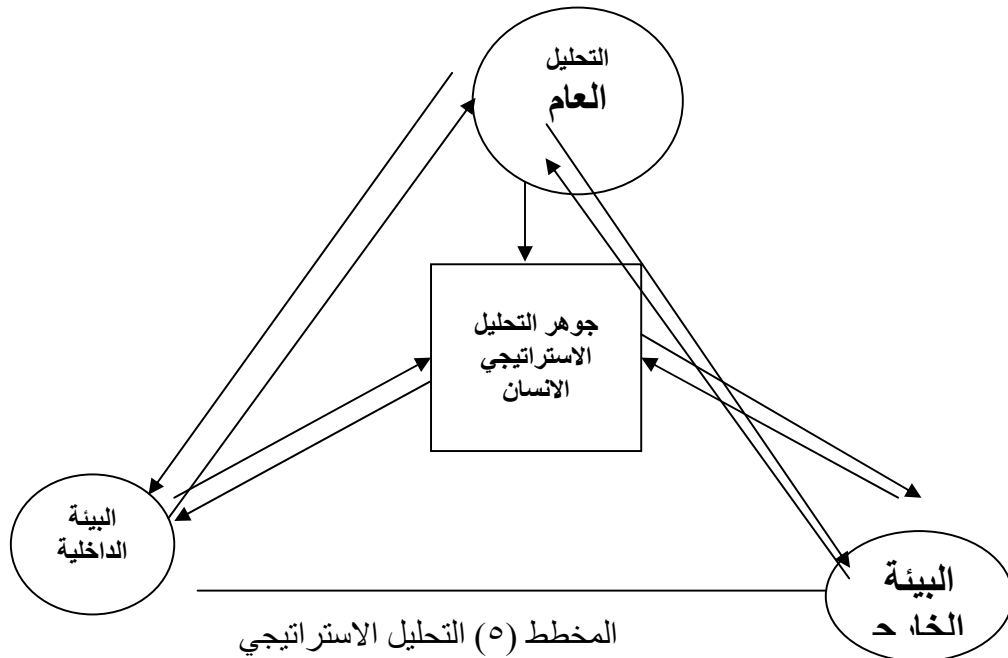 التحليل
العام
جوهر التحليل
الاستراتيجي
الانسان
البيئة
الداخلية
البيئة
المخطط (٥) التحليل الاستراتيجي